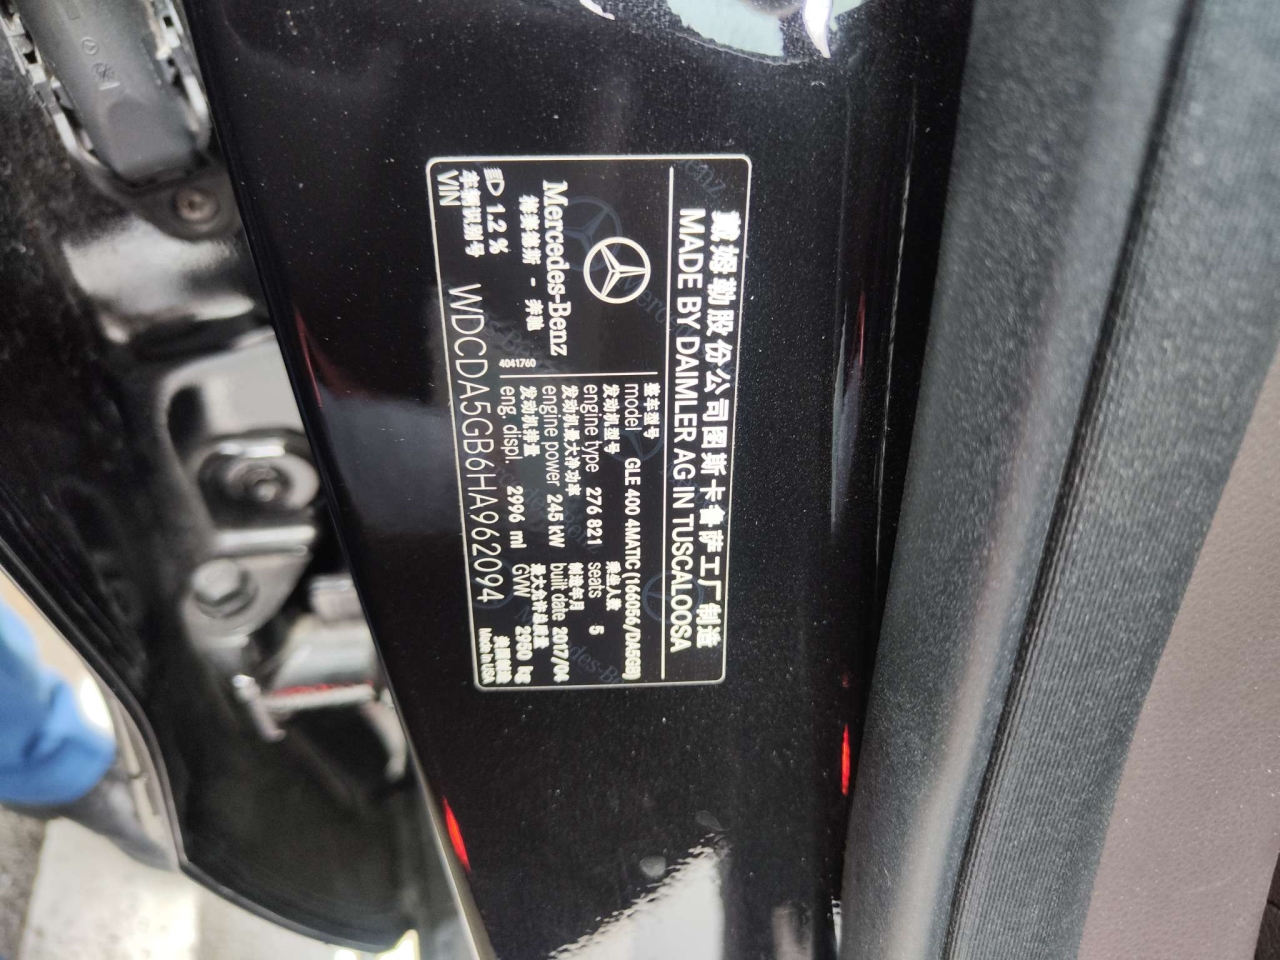 戴姆勒股份公司图斯卡鲁萨工厂制造
MADE BY DAIMLER AG IN TUSCALOOSA
Mercedes-Benz
梅赛德斯 - 奔驰
1.2 %
4041760
整车型号
model GLE 400 4MATIC (166056/DA5GB)
发动机型号 乘坐人数
engine type 276 821 seats 5
发动机最大净功率 制造年月
engine power 245 kW built date 2017/04
发动机排量 最大允许总质量
eng. displ. 2996 ml GVW 2950 kg
车辆识别号 美国制造
VIN WDCDA5GB6HA962094 Made in USA